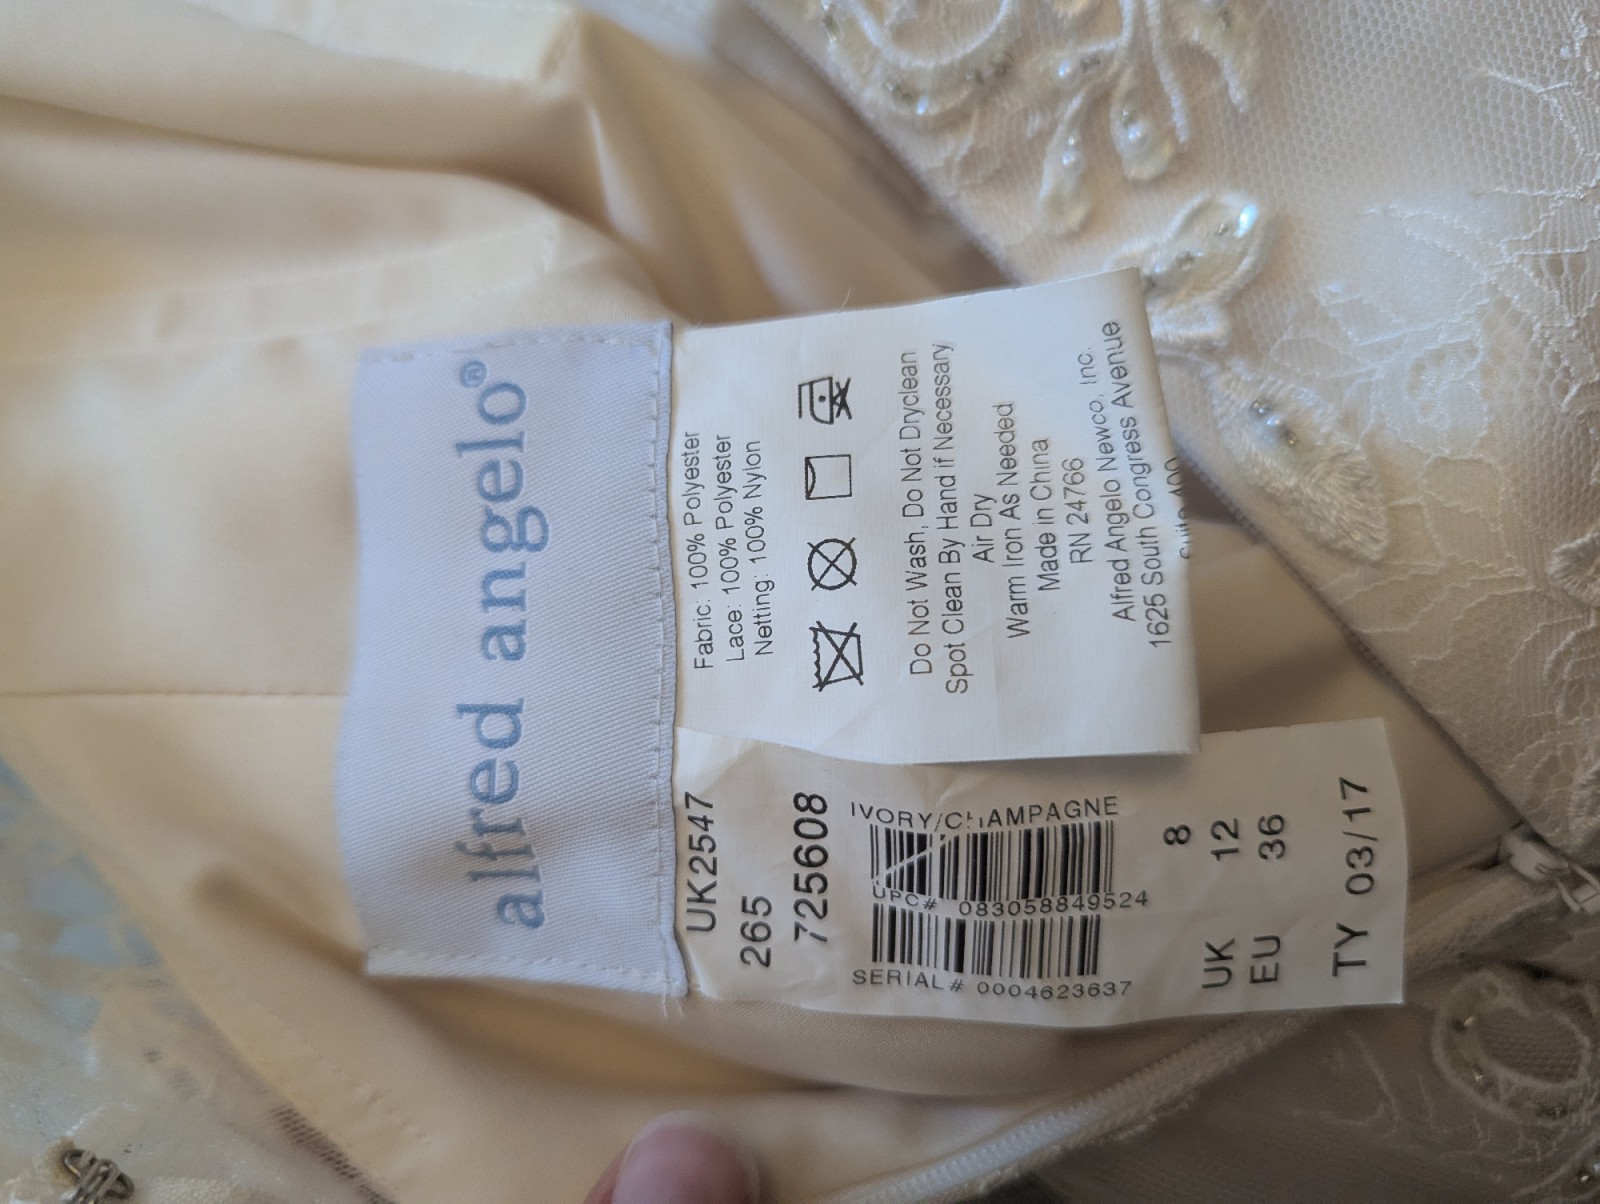 alfred angelo®
Fabric: 100% Polyester
Lace: 100% Polyester
Netting: 100% Nylon
Do Not Wash, Do Not Dryclean
Spot Clean By Hand if Necessary
Air Dry
Warm Iron As Needed
Made in China
RN 24766
Alfred Angelo Newco, Inc.
1625 South Congress Avenue
UK2547
265
725608
IVORY/CHAMPAGNE
UPC# 083058849524
SERIAL# 0004623637
8
UK 12
EU 36
TY 03/17